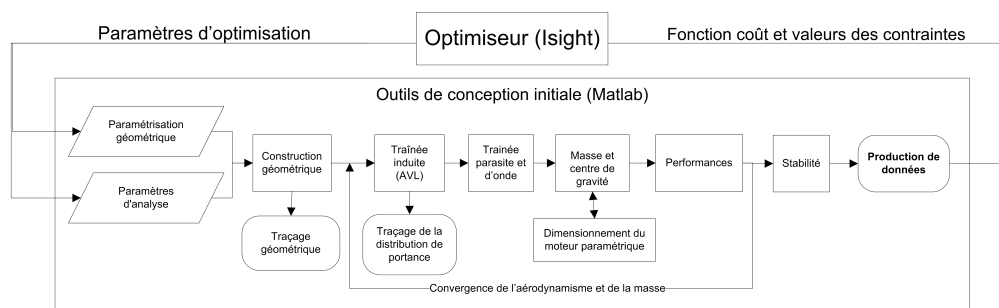 Paramètres d'optimisation
Optimiseur (Isight)
Fonction coût et valeurs des contraintes
Outils de conception initiale (Matlab)
Paramétrisation
géométrique
Paramètres
d'analyse
Construction
géométrique
Traînée
induite
(AVL)
Trainée
parasite et
d'onde
Masse et
centre de
gravité
Performances
Stabilité
Production de
données
Traçage
géométrique
Traçage de la
distribution de
portance
Dimensionnement du
moteur paramétrique
Convergence de l'aérodynamisme et de la masse